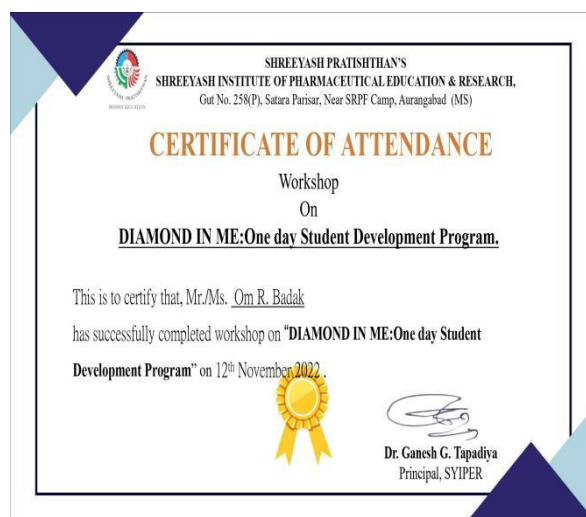 SHREEYASH PRATISHTHAN'S
SHREEYASH INSTITUTE OF PHARMACEUTICAL EDUCATION & RESEARCH,
Gut No. 258(P), Satara Parisar, Near SRPF Camp, Aurangabad (MS)
CERTIFICATE OF ATTENDANCE
Workshop
On
DIAMOND IN ME:One day Student Development Program.
This is to certify that, Mr./Ms. Om R. Badak
has successfully completed workshop on "DIAMOND IN ME:One day Student
Development Program" on 12th November 2022 .
Dr. Ganesh G. Tapadiya
Principal, SYIPER